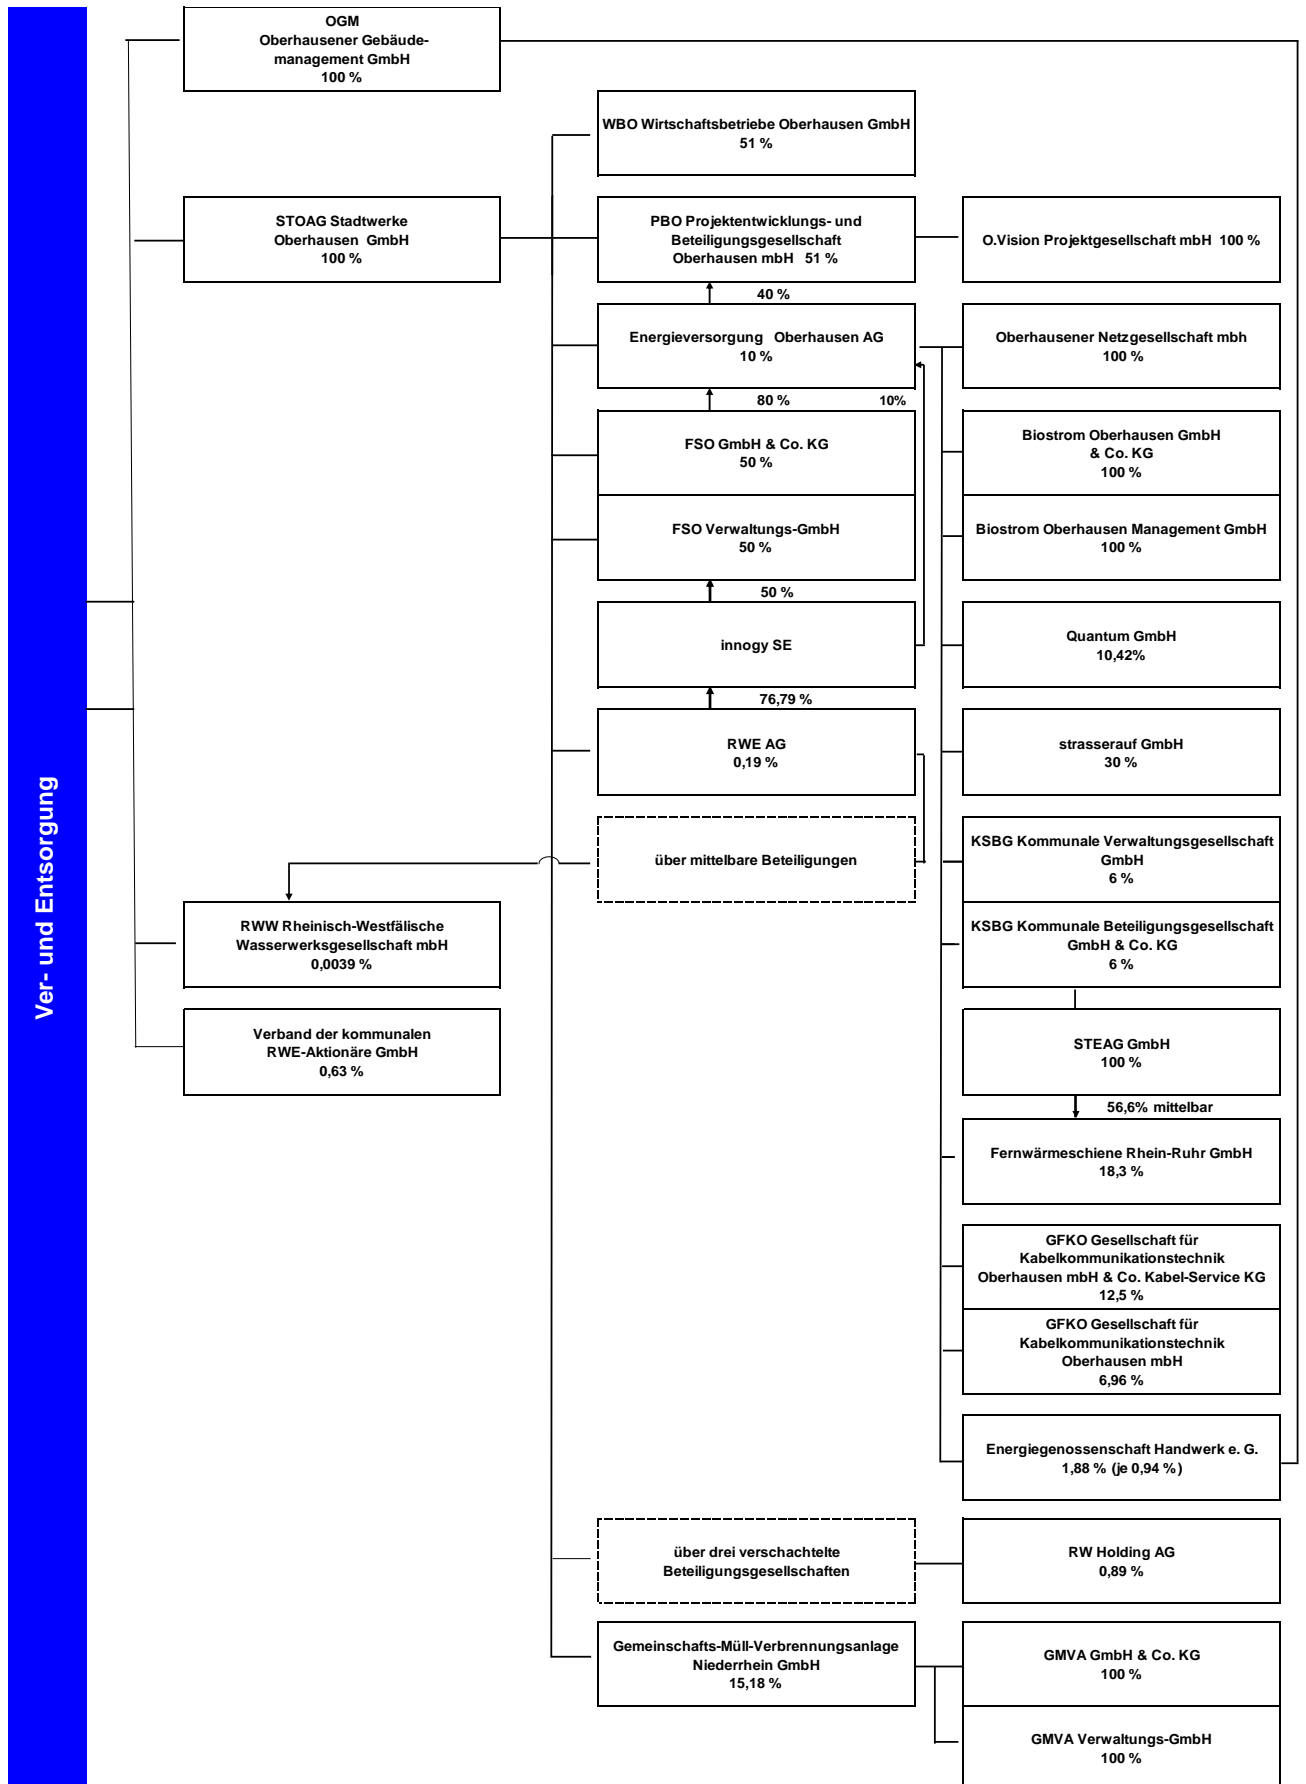 Ver- und Entsorgung
OGM
Oberhausener Gebäude-
management GmbH
100 %
STOAG Stadtwerke
Oberhausen GmbH
100 %
RWW Rheinisch-Westfälische
Wasserwerksgesellschaft mbH
0,0039 %
Verband der kommunalen
RWE-Aktionäre GmbH
0,63 %
WBO Wirtschaftsbetriebe Oberhausen GmbH
51 %
PBO Projektentwicklungs- und
Beteiligungsgesellschaft
Oberhausen mbH 51 %
40 %
Energieversorgung Oberhausen AG
10 %
80 %
10%
FSO GmbH & Co. KG
50 %
FSO Verwaltungs-GmbH
50 %
50 %
innogy SE
76,79 %
RWE AG
0,19 %
über mittelbare Beteiligungen
über drei verschachtelte
Beteiligungsgesellschaften
Gemeinschafts-Müll-Verbrennungsanlage
Niederrhein GmbH
15,18 %
O.Vision Projektgesellschaft mbH 100 %
Oberhausener Netzgesellschaft mbh
100 %
Biostrom Oberhausen GmbH
& Co. KG
100 %
Biostrom Oberhausen Management GmbH
100 %
Quantum GmbH
10,42%
strasserauf GmbH
30 %
KSBG Kommunale Verwaltungsgesellschaft
GmbH
6 %
KSBG Kommunale Beteiligungsgesellschaft
GmbH & Co. KG
6 %
STEAG GmbH
100 %
56,6% mittelbar
Fernwärmeschiene Rhein-Ruhr GmbH
18,3 %
GFKO Gesellschaft für
Kabelkommunikationstechnik
Oberhausen mbH & Co. Kabel-Service KG
12,5 %
GFKO Gesellschaft für
Kabelkommunikationstechnik
Oberhausen mbH
6,96 %
Energiegenossenschaft Handwerk e. G.
1,88 % (je 0,94 %)
RW Holding AG
0,89 %
GMVA GmbH & Co. KG
100 %
GMVA Verwaltungs-GmbH
100 %